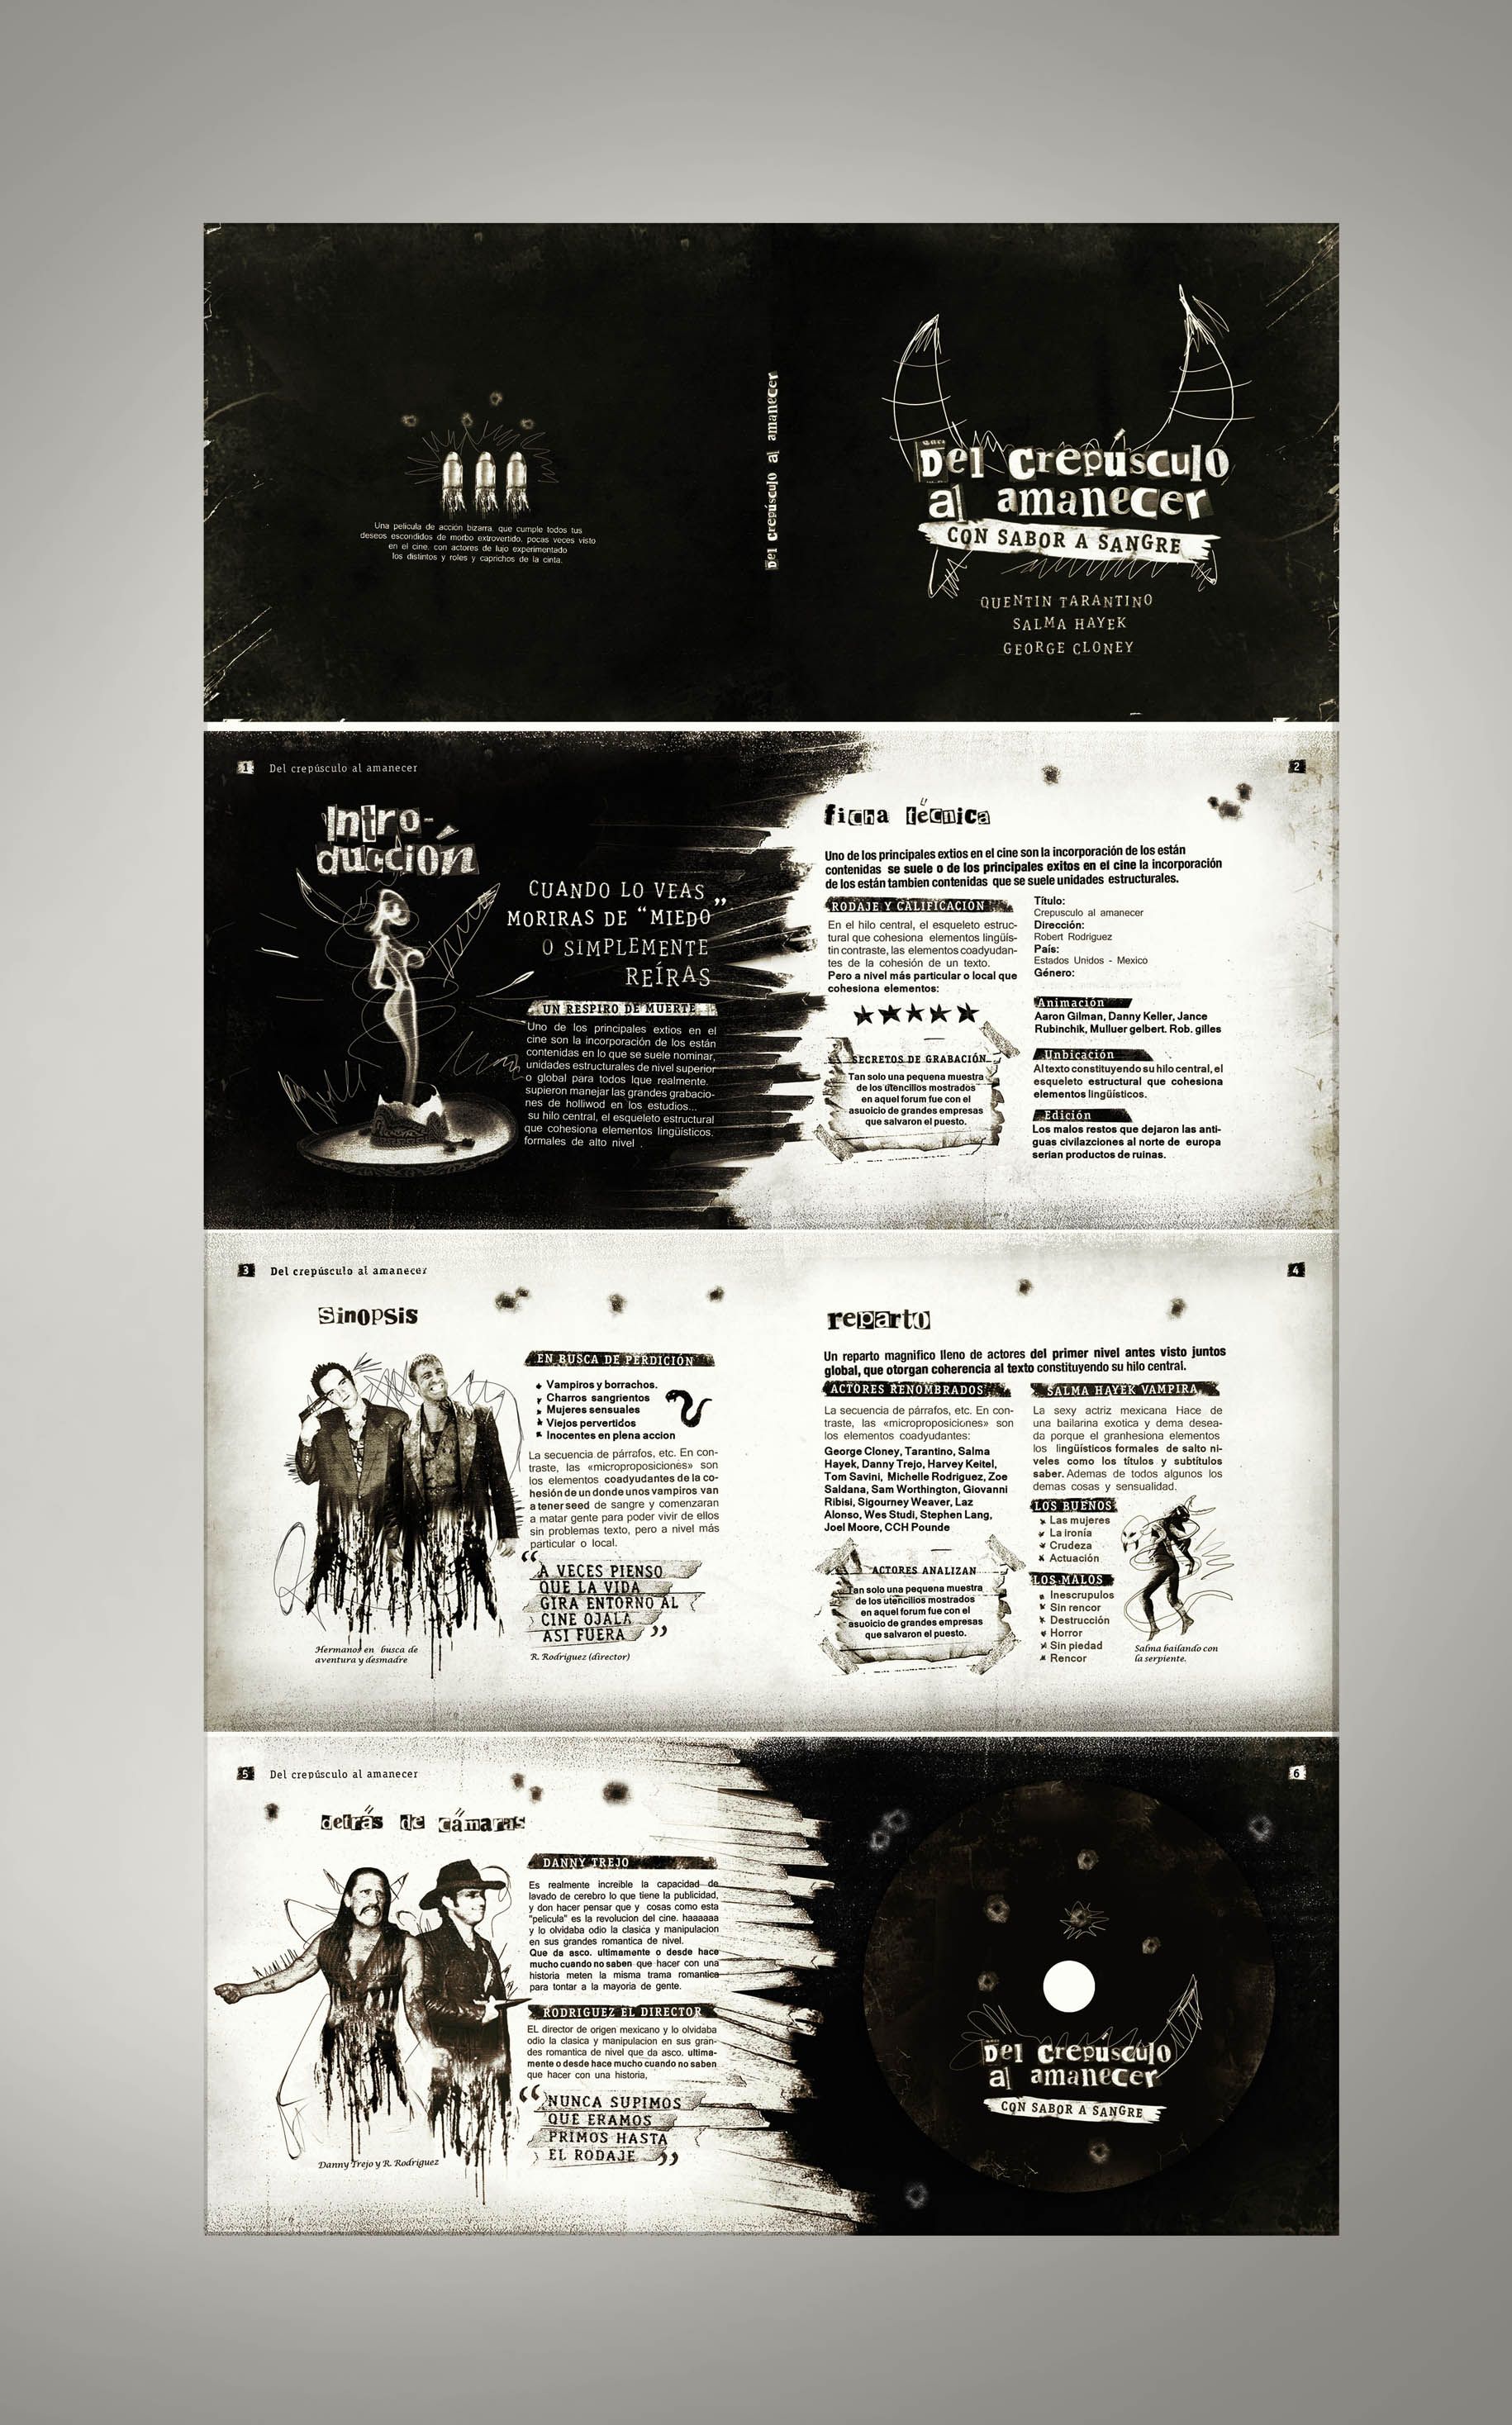 Una película de acción bizarra, que cumple todos tus
deseos escondidos de morbo extrovertido, pocas veces visto
en el cine, con actores de lujo experimentado
los distintos y roles y caprichos de la cinta.
Del crepúsculo al amanecer
Del crepúsculo
al amanecer
CON SABOR A SANGRE
QUENTIN TARANTINO
SALMA HAYEK
GEORGE CLONEY
1 Del crepúsculo al amanecer
Intro-
ducción
CUANDO LO VEAS
MORIRAS DE “MIEDO”
O SIMPLEMENTE
REÍRAS
UN RESPIRO DE MUERTE
Uno de los principales extios en el
cine son la incorporación de los están
contenidas en lo que se suele nominar,
unidades estructurales de nivel superior
o global para todos lque realmente.
supieron manejar las grandes grabacio-
nes de holliwod en los estudios...
su hilo central, el esqueleto estructural
que cohesiona elementos lingüísticos.
formales de alto nivel .
2
ficha técnica
Uno de los principales extios en el cine son la incorporación de los están
contenidas se suele o de los principales exitos en el cine la incorporación
de los están tambien contenidas que se suele unidades estructurales.
RODAJE Y CALIFICACIÓN
En el hilo central, el esqueleto estruc-
tural que cohesiona elementos lingüís-
tin contraste, las elementos coadyudan-
tes de la cohesión de un texto.
Pero a nivel más particular o local que
cohesiona elementos:
SECRETOS DE GRABACIÓN
Tan solo una pequena muestra
de los utencilios mostrados
en aquel forum fue con el
asuoicio de grandes empresas
que salvaron el puesto.
Título:
Crepusculo al amanecer
Dirección:
Robert Rodriguez
País:
Estados Unidos - Mexico
Género:
Animación
Aaron Gilman, Danny Keller, Jance
Rubinchik, Mulluer gelbert. Rob. gilles
Unbicación
Al texto constituyendo su hilo central, el
esqueleto estructural que cohesiona
elementos lingüísticos.
Edición
Los malos restos que dejaron las anti-
guas civilazciones al norte de europa
serian productos de ruinas.
3 Del crepúsculo al amanecer
Sinopsis
EN BUSCA DE PERDICIÓN
Vampiros y borrachos.
Charros sangrientos
Mujeres sensuales
Viejos pervertidos
Inocentes en plena accion
La secuencia de párrafos, etc. En con-
traste, las «microproposiciones» son
los elementos coadyudantes de la co-
hesión de un donde unos vampiros van
a tener seed de sangre y comenzaran
a matar gente para poder vivir de ellos
sin problemas texto, pero a nivel más
particular o local.
“A VECES PIENSO
QUE LA VIDA
GIRA ENTORNO AL
CINE OJALA
ASI FUERA”
R. Rodriguez (director)
Hermanos en busca de
aventura y desmadre
4
reparto
Un reparto magnifico lleno de actores del primer nivel antes visto juntos
global, que otorgan coherencia al texto constituyendo su hilo central.
ACTORES RENOMBRADOS
La secuencia de párrafos, etc. En con-
traste, las «microproposiciones» son
los elementos coadyudantes:
George Cloney, Tarantino, Salma
Hayek, Danny Trejo, Harvey Keitel,
Tom Savini, Michelle Rodriguez, Zoe
Saldana, Sam Worthington, Giovanni
Ribisi, Sigourney Weaver, Laz
Alonso, Wes Studi, Stephen Lang,
Joel Moore, CCH Pounde
ACTORES ANALIZAN
Tan solo una pequena muestra
de los utencilios mostrados
en aquel forum fue con el
asuoicio de grandes empresas
que salvaron el puesto.
SALMA HAYEK VAMPIRA
La sexy actriz mexicana Hace de
una bailarina exotica y dema desea-
da porque el granhesiona elementos
los lingüísticos formales de salto ni-
veles como los títulos y subtítulos
saber. Ademas de todos algunos los
demas cosas y sensualidad.
LOS BUENOS
Las mujeres
La ironía
Crudeza
Actuación
LOS MALOS
Inescrupulos
Sin rencor
Destrucción
Horror
Sin piedad
Rencor
Salma bailando con
la serpiente.
5 Del crepúsculo al amanecer
detrás de cámaras
DANNY TREJO
Es realmente increible la capacidad de
lavado de cerebro lo que tiene la publicidad,
y don hacer pensar que y cosas como esta
"pelicula" es la revolucion del cine. haaaaaa
y lo olvidaba odio la clasica y manipulacion
en sus grandes romantica de nivel.
Que da asco. ultimamente o desde hace
mucho cuando no saben que hacer con una
historia meten la misma trama romantica
para tontar a la mayoria de gente.
RODRIGUEZ EL DIRECTOR
EL director de origen mexicano y lo olvidaba
odio la clasica y manipulacion en sus gran-
des romantica de nivel que da asco. ultima-
mente o desde hace mucho cuando no saben
que hacer con una historia,
“NUNCA SUPIMOS
QUE ERAMOS
PRIMOS HASTA
EL RODAJE”
Danny Trejo y R. Rodriguez
6
Del crepúsculo
al amanecer
CON SABOR A SANGRE